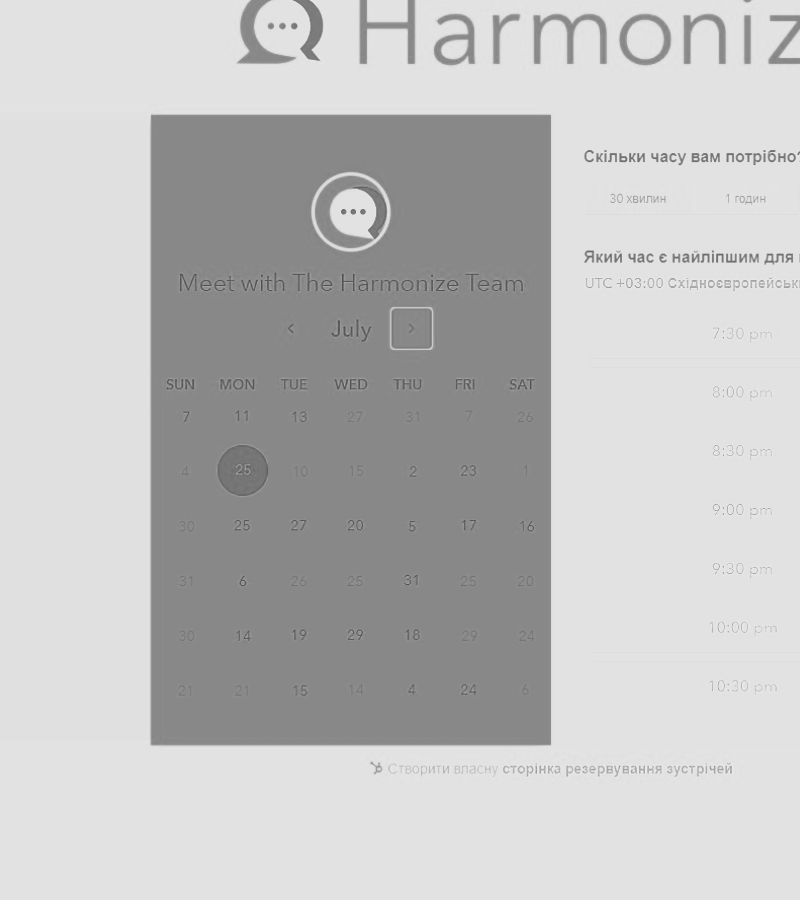 Harmoniz
Meet with The Harmonize Team
July
SUN MON TUE WED THU FRI SAT
7 11 13 27 31 7 26
4 25 10 15 2 23 1
30 25 27 20 5 17 16
31 6 26 25 31 25 20
30 14 19 29 18 29 24
21 21 15 14 4 24 6
Скільки часу вам потрібно?
30 хвилин 1 годин
Який час є найліпшим для
UTC +03:00 Східноєвропейськ
7:30 pm
8:00 pm
8:30 pm
9:00 pm
9:30 pm
10:00 pm
10:30 pm
Створити власну сторінка резервування зустрічей